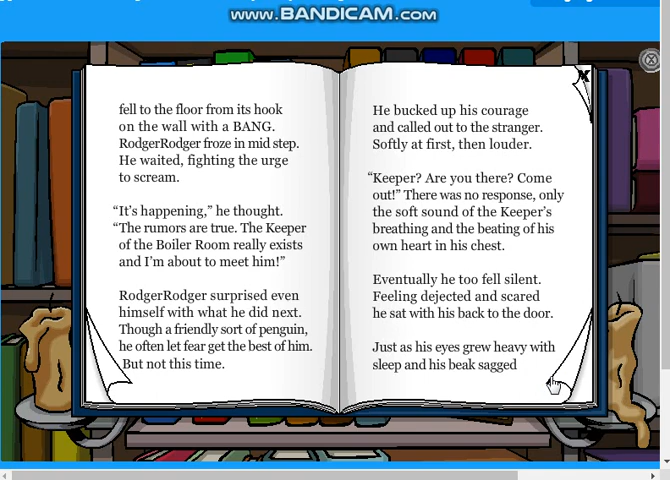 www.BANDICAM.com
fell to the floor from its hook
on the wall with a BANG.
RodgerRodger froze in mid step.
He waited, fighting the urge
to scream.
“It’s happening,” he thought.
“The rumors are true. The Keeper
of the Boiler Room really exists
and I’m about to meet him!”
RodgerRodger surprised even
himself with what he did next.
Though a friendly sort of penguin,
he often let fear get the best of him.
But not this time.
He bucked up his courage
and called out to the stranger.
Softly at first, then louder.
“Keeper? Are you there? Come
out!” There was no response, only
the soft sound of the Keeper’s
breathing and the beating of his
own heart in his chest.
Eventually he too fell silent.
Feeling dejected and scared
he sat with his back to the door.
Just as his eyes grew heavy with
sleep and his beak sagged